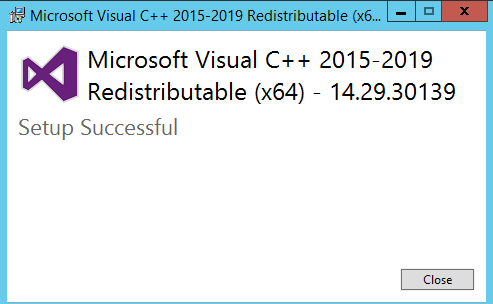 Microsoft Visual C++ 2015-2019 Redistributable (x6...
Microsoft Visual C++ 2015-2019
Redistributable (x64) - 14.29.30139
Setup Successful
Close